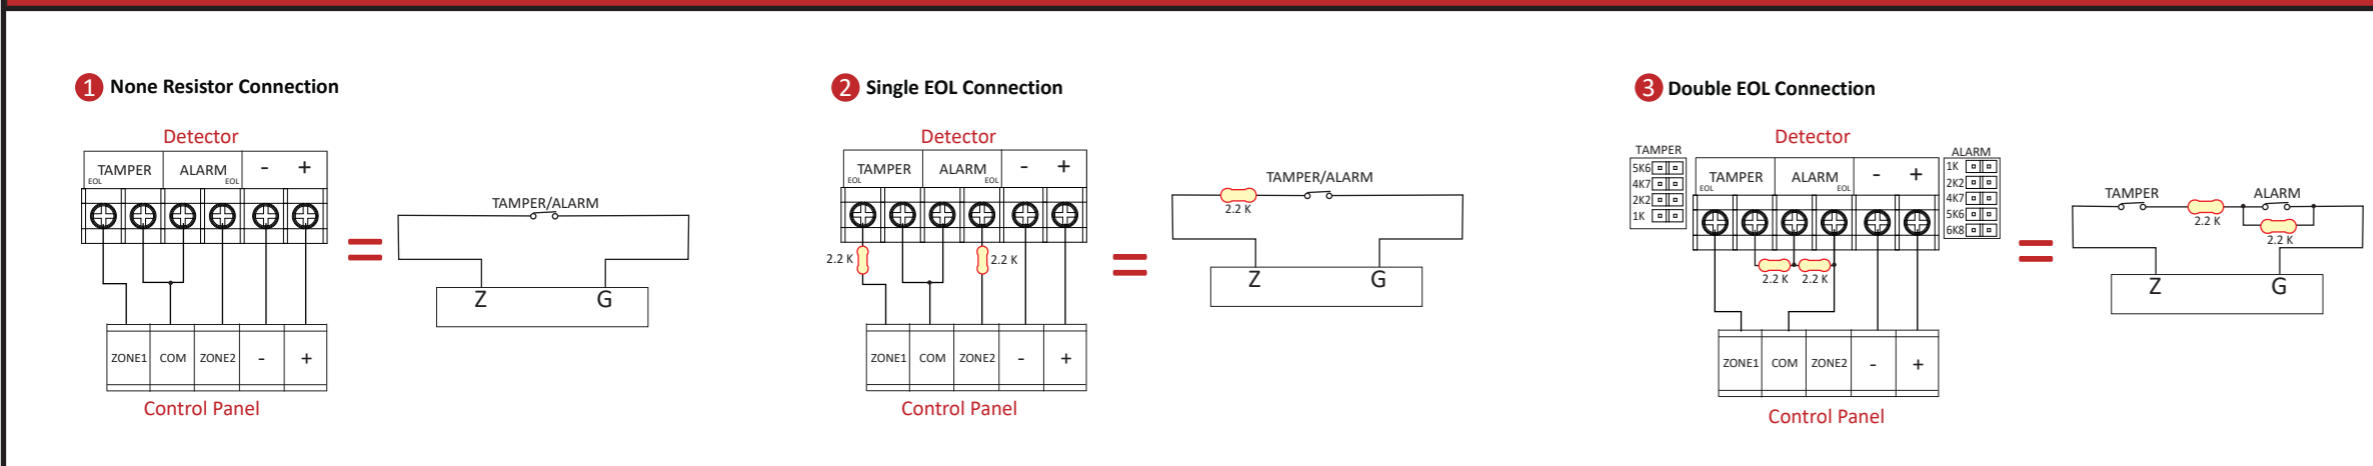 1 None Resistor Connection
Detector
TAMPER ALARM - +
EOL EOL
ZONE1 COM ZONE2 - +
Control Panel
TAMPER/ALARM
Z G
2 Single EOL Connection
Detector
TAMPER ALARM - +
EOL EOL
2.2 K 2.2 K
ZONE1 COM ZONE2 - +
Control Panel
TAMPER/ALARM
2.2 K
Z G
3 Double EOL Connection
Detector
TAMPER
5K6
4K7
2K2
1K
TAMPER ALARM - +
EOL EOL
ALARM
1K
2K2
4K7
5K6
6K8
2.2 K 2.2 K
ZONE1 COM ZONE2 - +
Control Panel
TAMPER ALARM
2.2 K
2.2 K
Z G